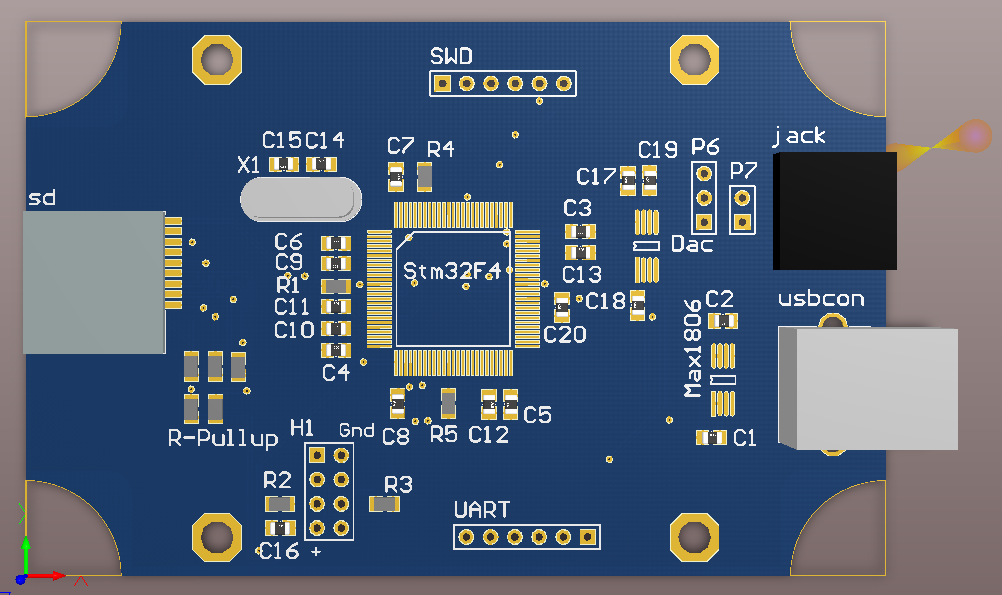 SWD
C15 C14
C7 R4
X1
C17 C19 P6 P7
jack
sd
C3
Dac
C6
C9
Stm32F4
C13
R1
C11
C18
C2
usbcon
C10
C20
Max1806
C4
C8 R5 C12 C5
C1
R-Pullup
H1 Gnd
R2 R3
UART
C16 +
Y
X